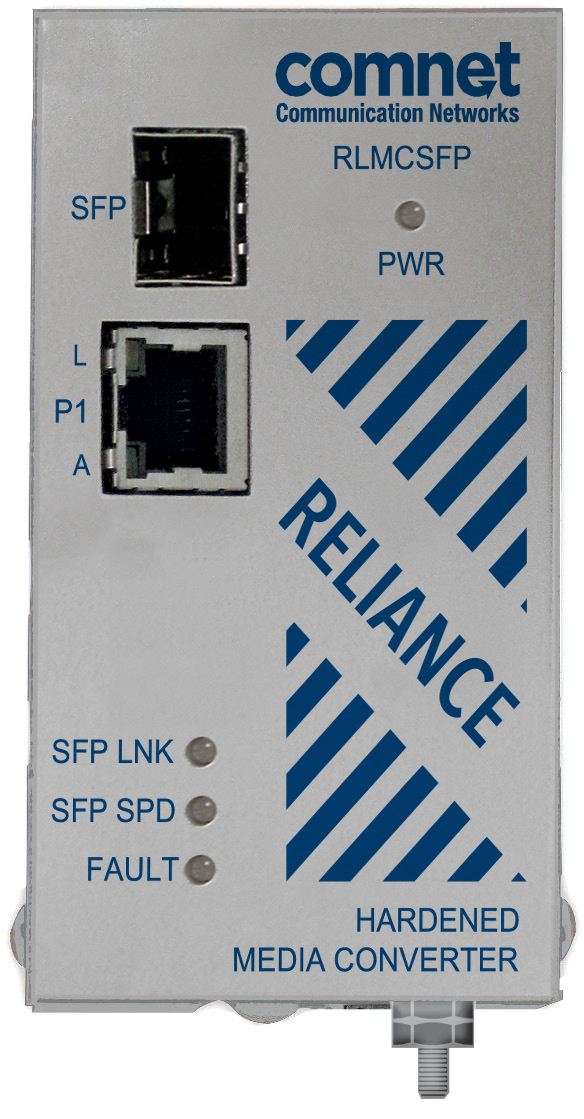 comnet
Communication Networks
RLMCSFP
SFP
PWR
L
P1
A
RELIANCE
SFP LNK
SFP SPD
FAULT
HARDENED
MEDIA CONVERTER